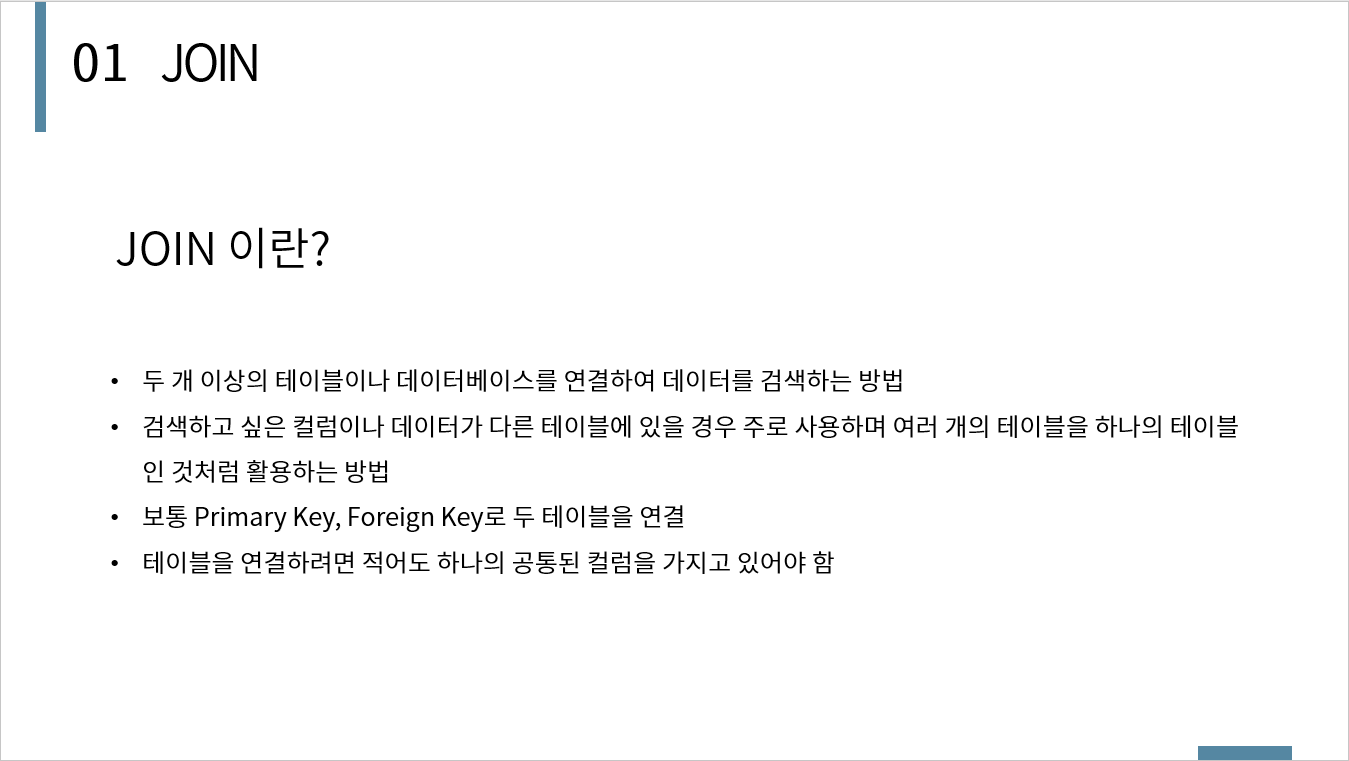 01 JOIN
JOIN 이란?
• 두 개 이상의 테이블이나 데이터베이스를 연결하여 데이터를 검색하는 방법
• 검색하고 싶은 컬럼이나 데이터가 다른 테이블에 있을 경우 주로 사용하며 여러 개의 테이블을 하나의 테이블
인 것처럼 활용하는 방법
• 보통 Primary Key, Foreign Key로 두 테이블을 연결
• 테이블을 연결하려면 적어도 하나의 공통된 컬럼을 가지고 있어야 함